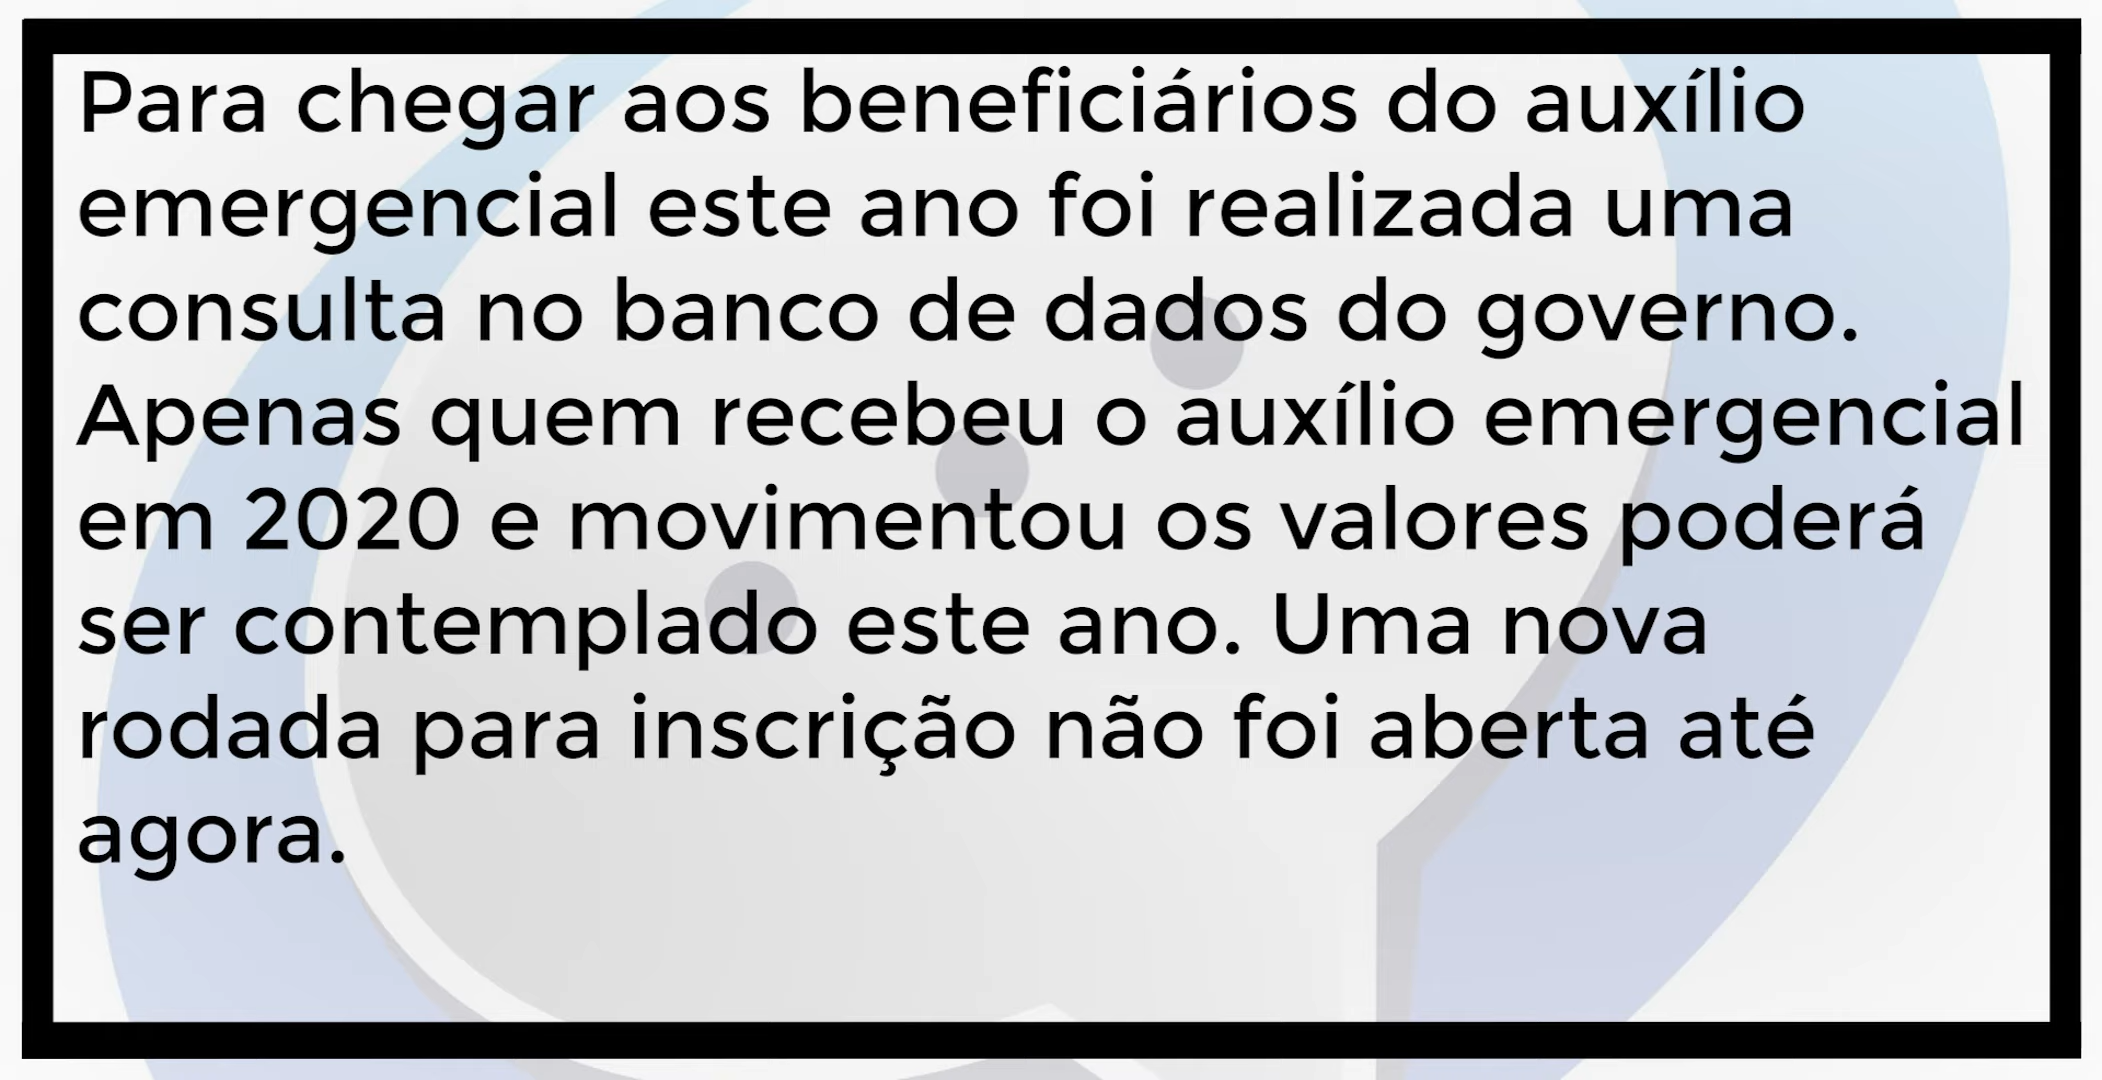 Para chegar aos beneficiários do auxílio
emergencial este ano foi realizada uma
consulta no banco de dados do governo.
Apenas quem recebeu o auxílio emergencial
em 2020 e movimentou os valores poderá
ser contemplado este ano. Uma nova
rodada para inscrição não foi aberta até
agora.